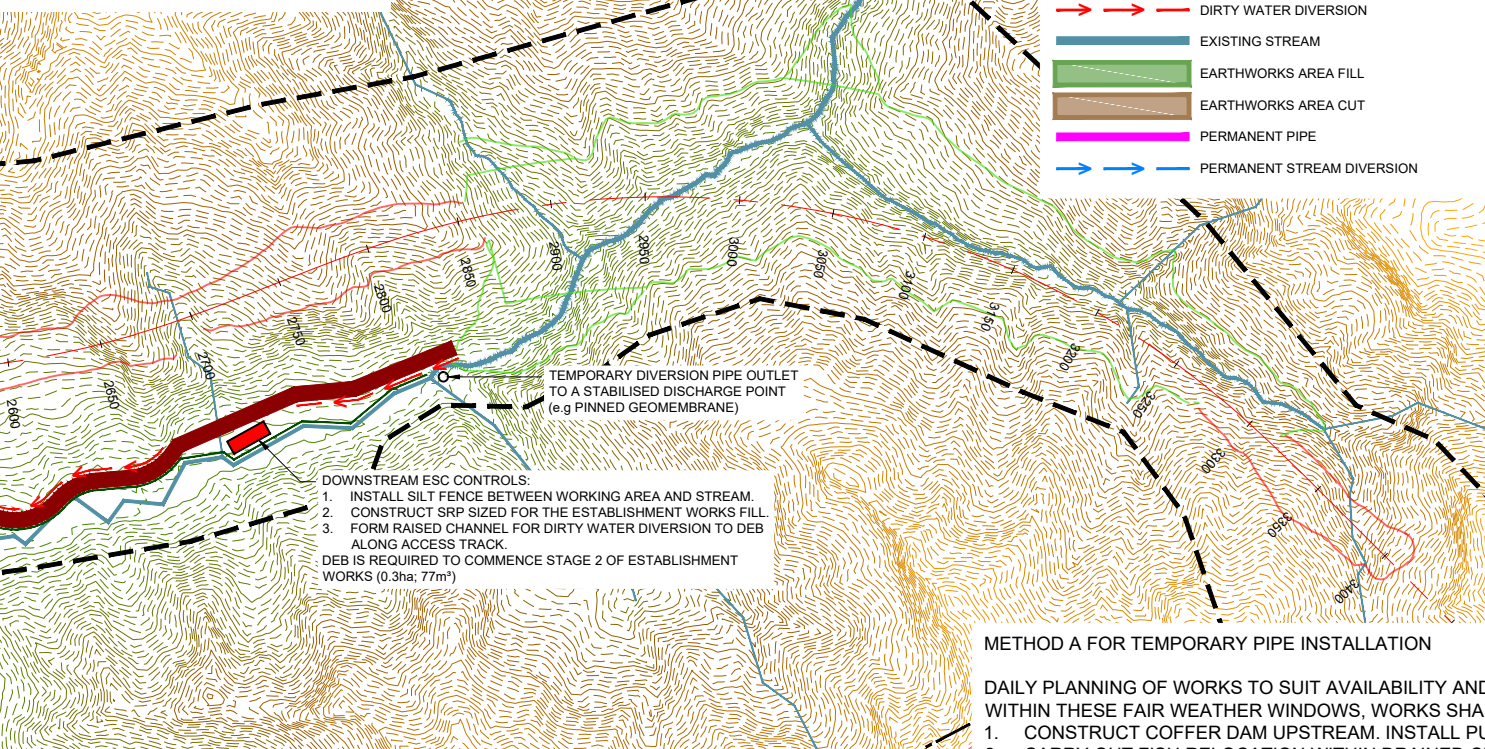 DIRTY WATER DIVERSION
EXISTING STREAM
EARTHWORKS AREA FILL
EARTHWORKS AREA CUT
PERMANENT PIPE
PERMANENT STREAM DIVERSION
2600
2650
2700
2750
2800
2850
2900
2950
3000
3050
3100
3150
3200
3250
3300
3350
3400
TEMPORARY DIVERSION PIPE OUTLET
TO A STABILISED DISCHARGE POINT
(e.g PINNED GEOMEMBRANE)
DOWNSTREAM ESC CONTROLS:
1. INSTALL SILT FENCE BETWEEN WORKING AREA AND STREAM.
2. CONSTRUCT SRP SIZED FOR THE ESTABLISHMENT WORKS FILL.
3. FORM RAISED CHANNEL FOR DIRTY WATER DIVERSION TO DEB
ALONG ACCESS TRACK.
DEB IS REQUIRED TO COMMENCE STAGE 2 OF ESTABLISHMENT
WORKS (0.3ha; 77m³)
METHOD A FOR TEMPORARY PIPE INSTALLATION
DAILY PLANNING OF WORKS TO SUIT AVAILABILITY AND
WITHIN THESE FAIR WEATHER WINDOWS, WORKS SHA
1. CONSTRUCT COFFER DAM UPSTREAM. INSTALL PU